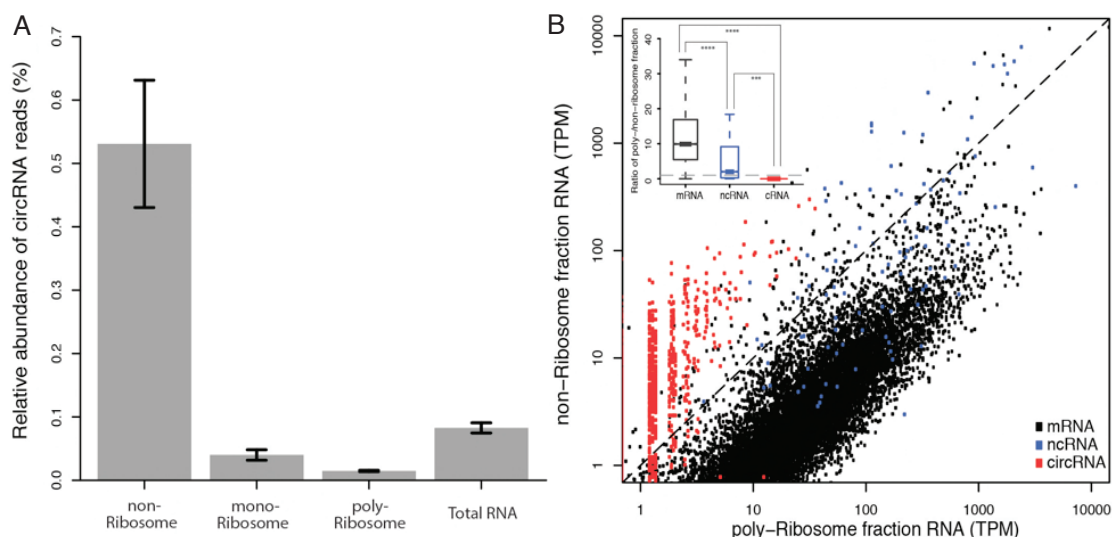 A
Relative abundance of circRNA reads (%)
0.7
0.6
0.5
0.4
0.3
0.2
0.1
0.0
non-
Ribosome
mono-
Ribosome
poly-
Ribosome
Total RNA
B
non−Ribosome fraction RNA (TPM)
10000
1000
100
10
1
Ratio of poly−/non−ribosome fraction
40
30
20
10
0
****
****
***
mRNA
ncRNA
cRNA
mRNA
ncRNA
circRNA
1
10
100
1000
10000
poly−Ribosome fraction RNA (TPM)